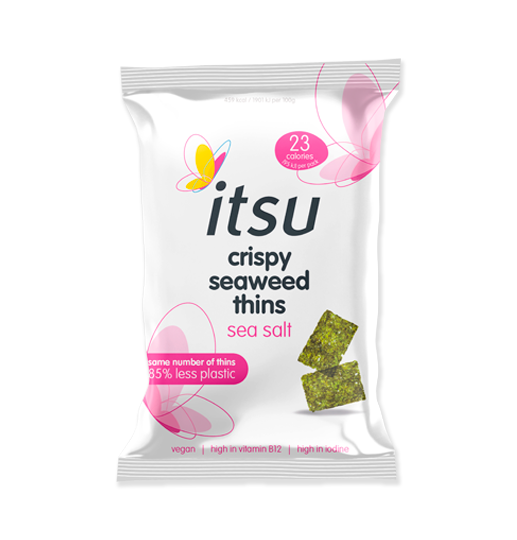 23
calories
itsu
crispy
seaweed
thins
sea salt
same number of thins
35% less plastic
vegan | high in vitamin B12 | high in iodine